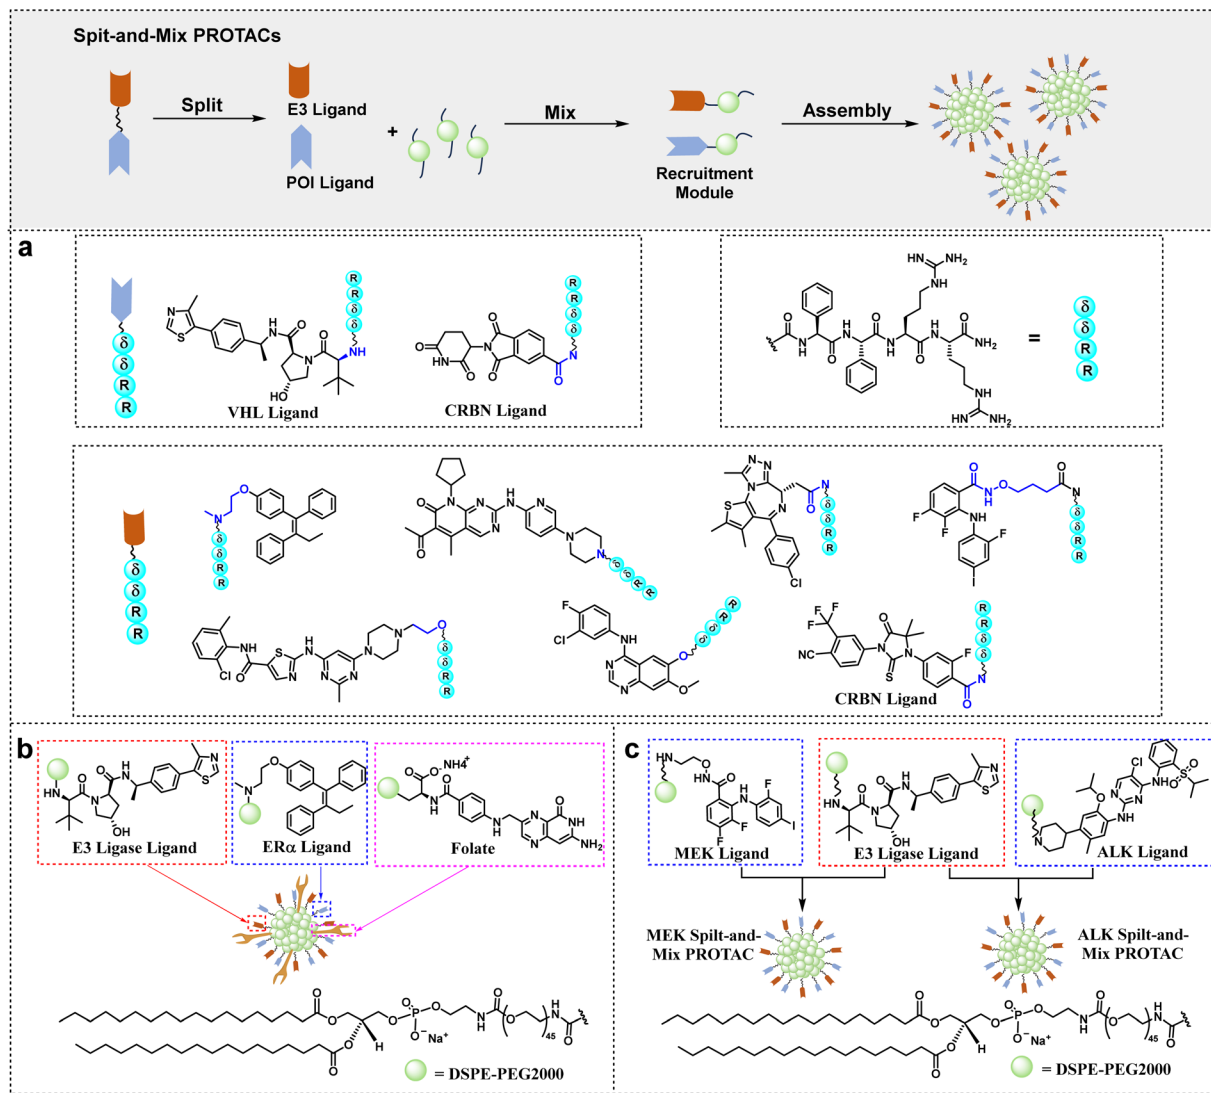 Spit-and-Mix PROTACs
Split
E3 Ligand
POI Ligand
+
Mix
Recruitment
Module
Assembly
a
VHL Ligand
CRBN Ligand
=
δ
δ
R
R
CRBN Ligand
b
E3 Ligase Ligand
ERα Ligand
Folate
= DSPE-PEG2000
c
MEK Ligand
E3 Ligase Ligand
ALK Ligand
MEK Spilt-and-
Mix PROTAC
ALK Spilt-and-
Mix PROTAC
= DSPE-PEG2000